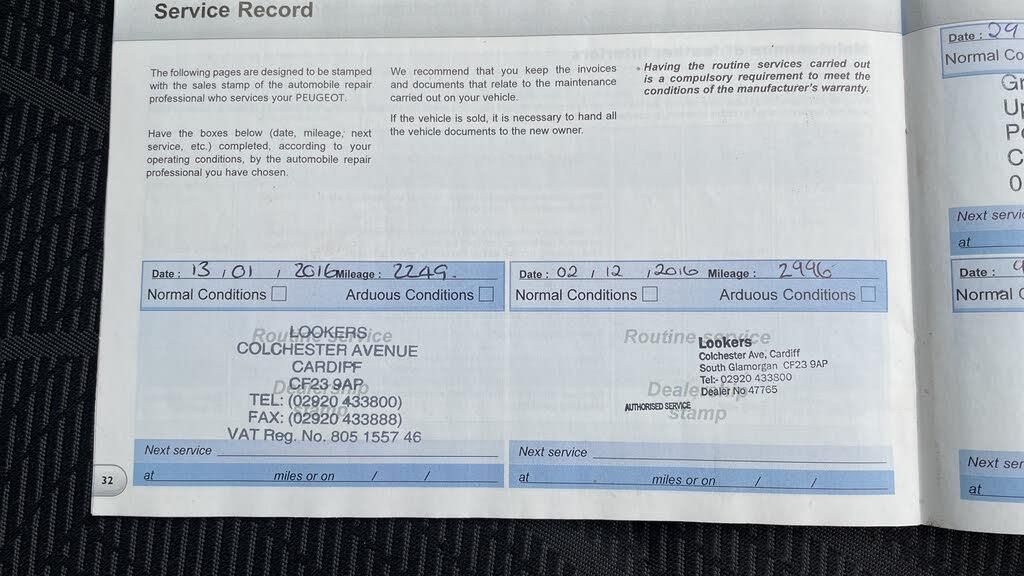 Service Record
The following pages are designed to be stamped
with the sales stamp of the automobile repair
professional who services your PEUGEOT.
Have the boxes below (date, mileage, next
service, etc.) completed, according to your
operating conditions, by the automobile repair
professional you have chosen.
We recommend that you keep the invoices
and documents that relate to the maintenance
carried out on your vehicle.
If the vehicle is sold, it is necessary to hand all
the vehicle documents to the new owner.
Having the routine services carried out
is a compulsory requirement to meet the
conditions of the manufacturer's warranty.
Date : 13 / 01 / 2016 Mileage : 2249
Normal Conditions Arduous Conditions
Routine service
Dealership
stamp
LOOKERS
COLCHESTER AVENUE
CARDIFF
CF23 9AP
TEL: (02920 433800)
FAX: (02920 433888)
VAT Reg. No. 805 1557 46
Next service
at miles or on / /
32
Date : 02 / 12 / 2016 Mileage : 2996
Normal Conditions Arduous Conditions
Routine service
Dealership
stamp
Lookers
Colchester Ave, Cardiff
South Glamorgan CF23 9AP
Tel:- 02920 433800
Dealer No 47765
AUTHORISED SERVICE
Next service
at miles or on / /
Date : 29
Normal Co
Next servi
at
Date :
Normal C
Next ser
at